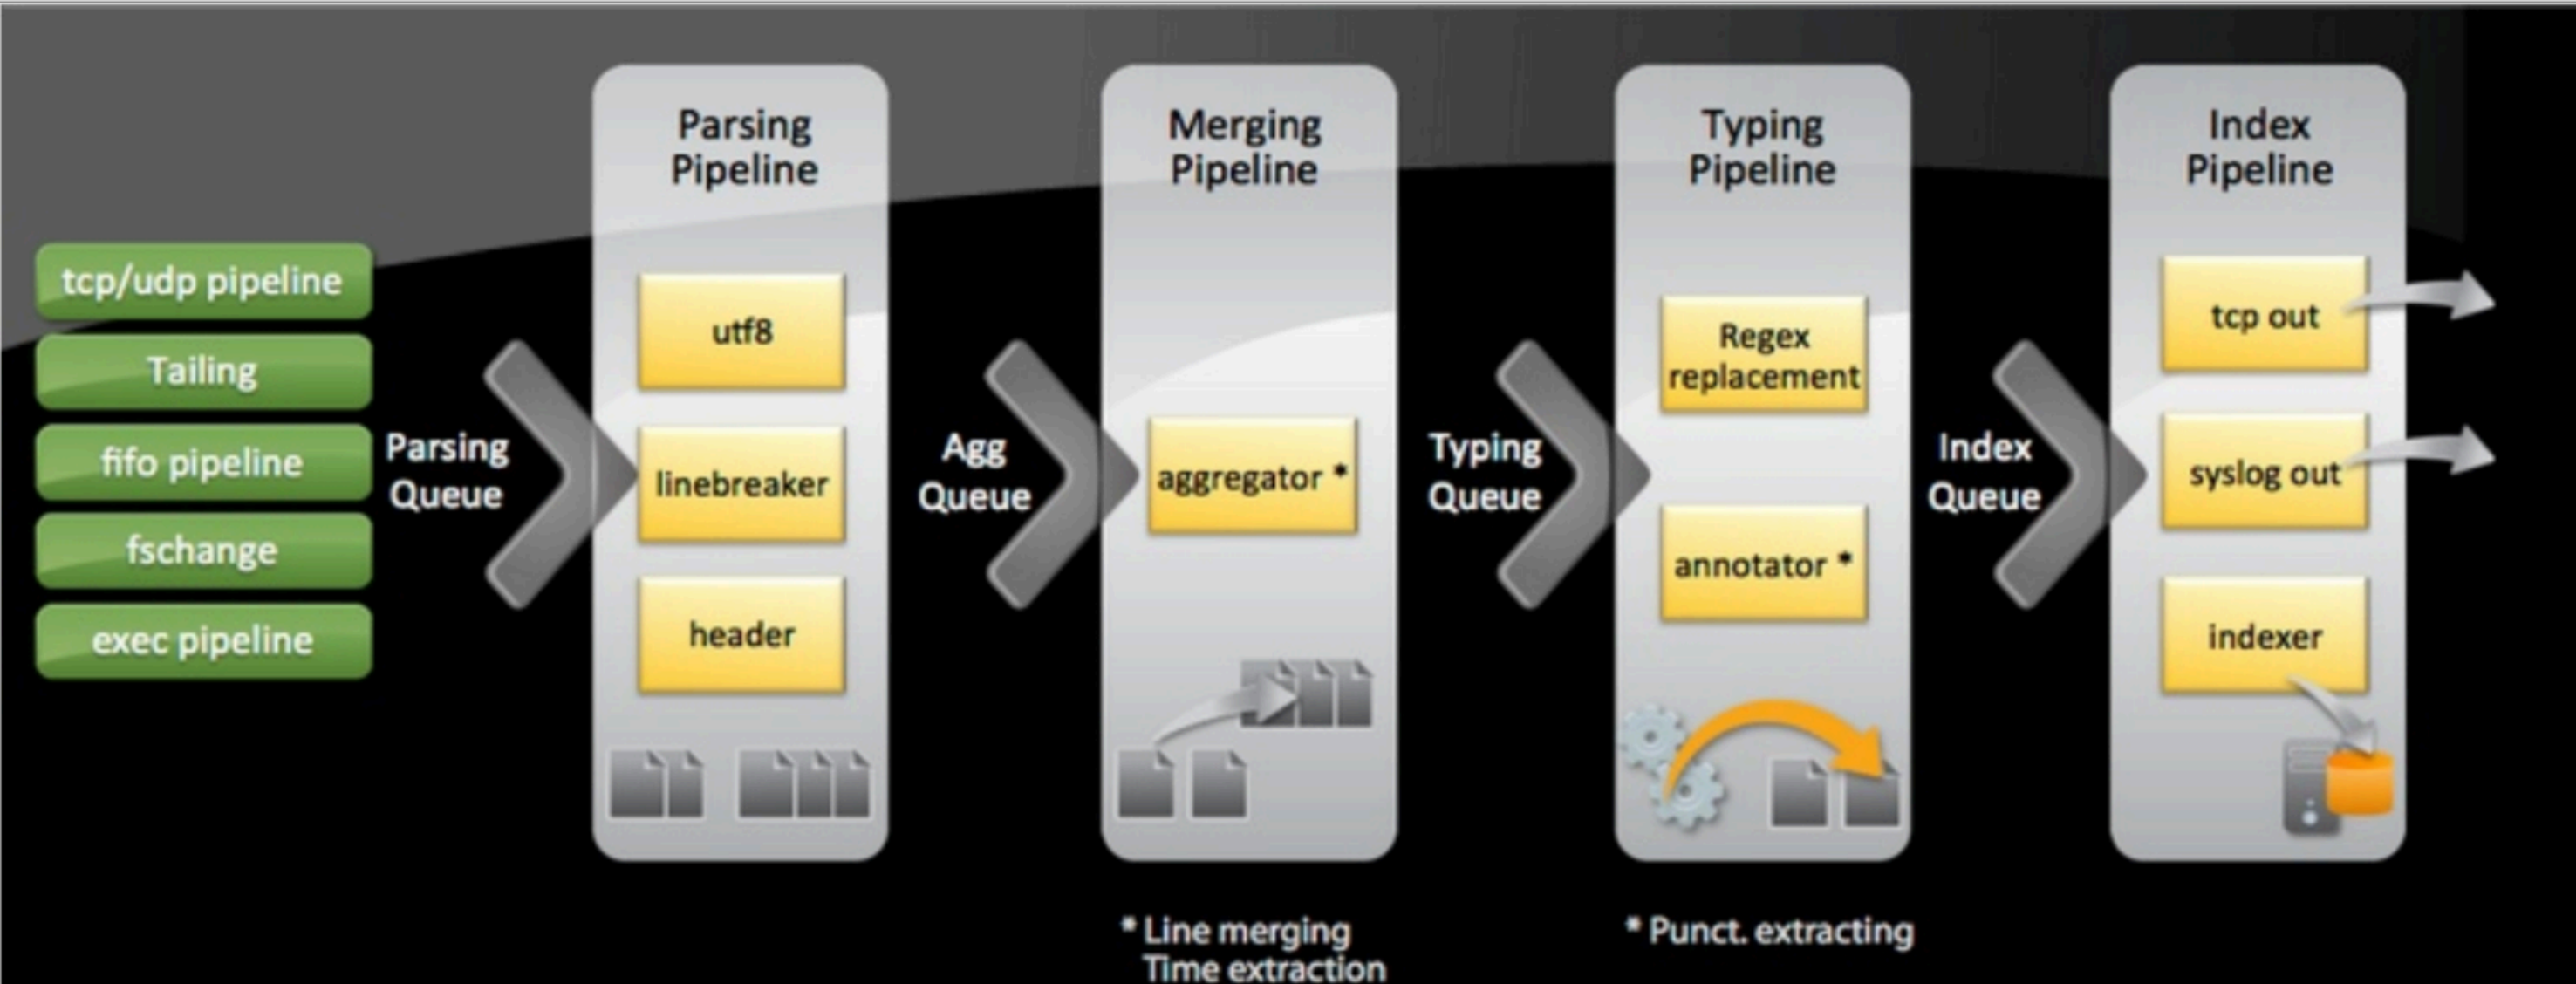 tcp/udp pipeline
Tailing
fifo pipeline
fschange
exec pipeline
Parsing
Queue
Parsing
Pipeline
utf8
linebreaker
header
Agg
Queue
Merging
Pipeline
aggregator *
* Line merging
Time extraction
Typing
Queue
Typing
Pipeline
Regex
replacement
annotator *
* Punct. extracting
Index
Queue
Index
Pipeline
tcp out
syslog out
indexer